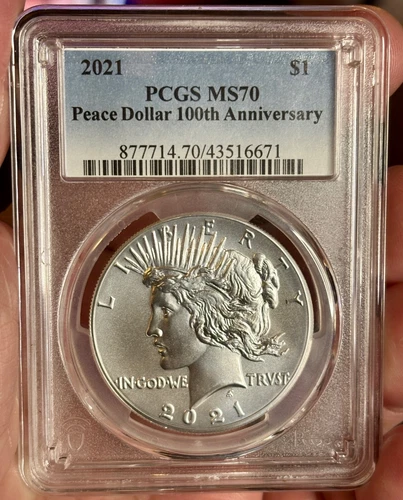 2021 $1
PCGS MS70
Peace Dollar 100th Anniversary
877714.70/43516671
LIBERTY
IN·GOD·WE TRVST
2021